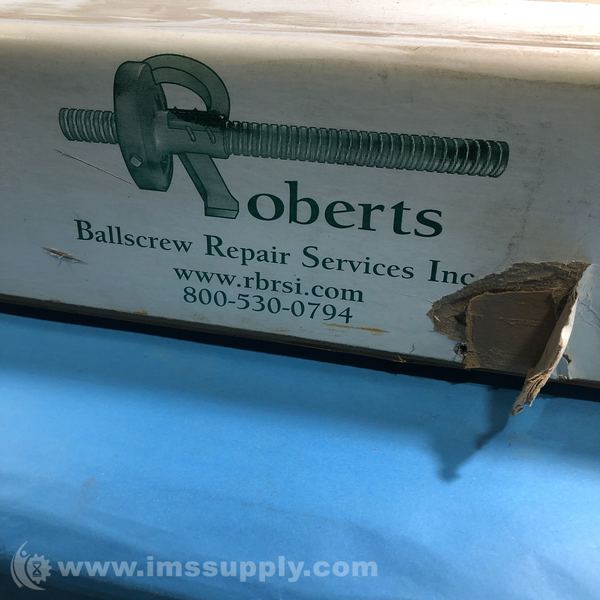 Roberts
Ballscrew Repair Services Inc
www.rbrsi.com
800-530-0794
www.imssupply.com